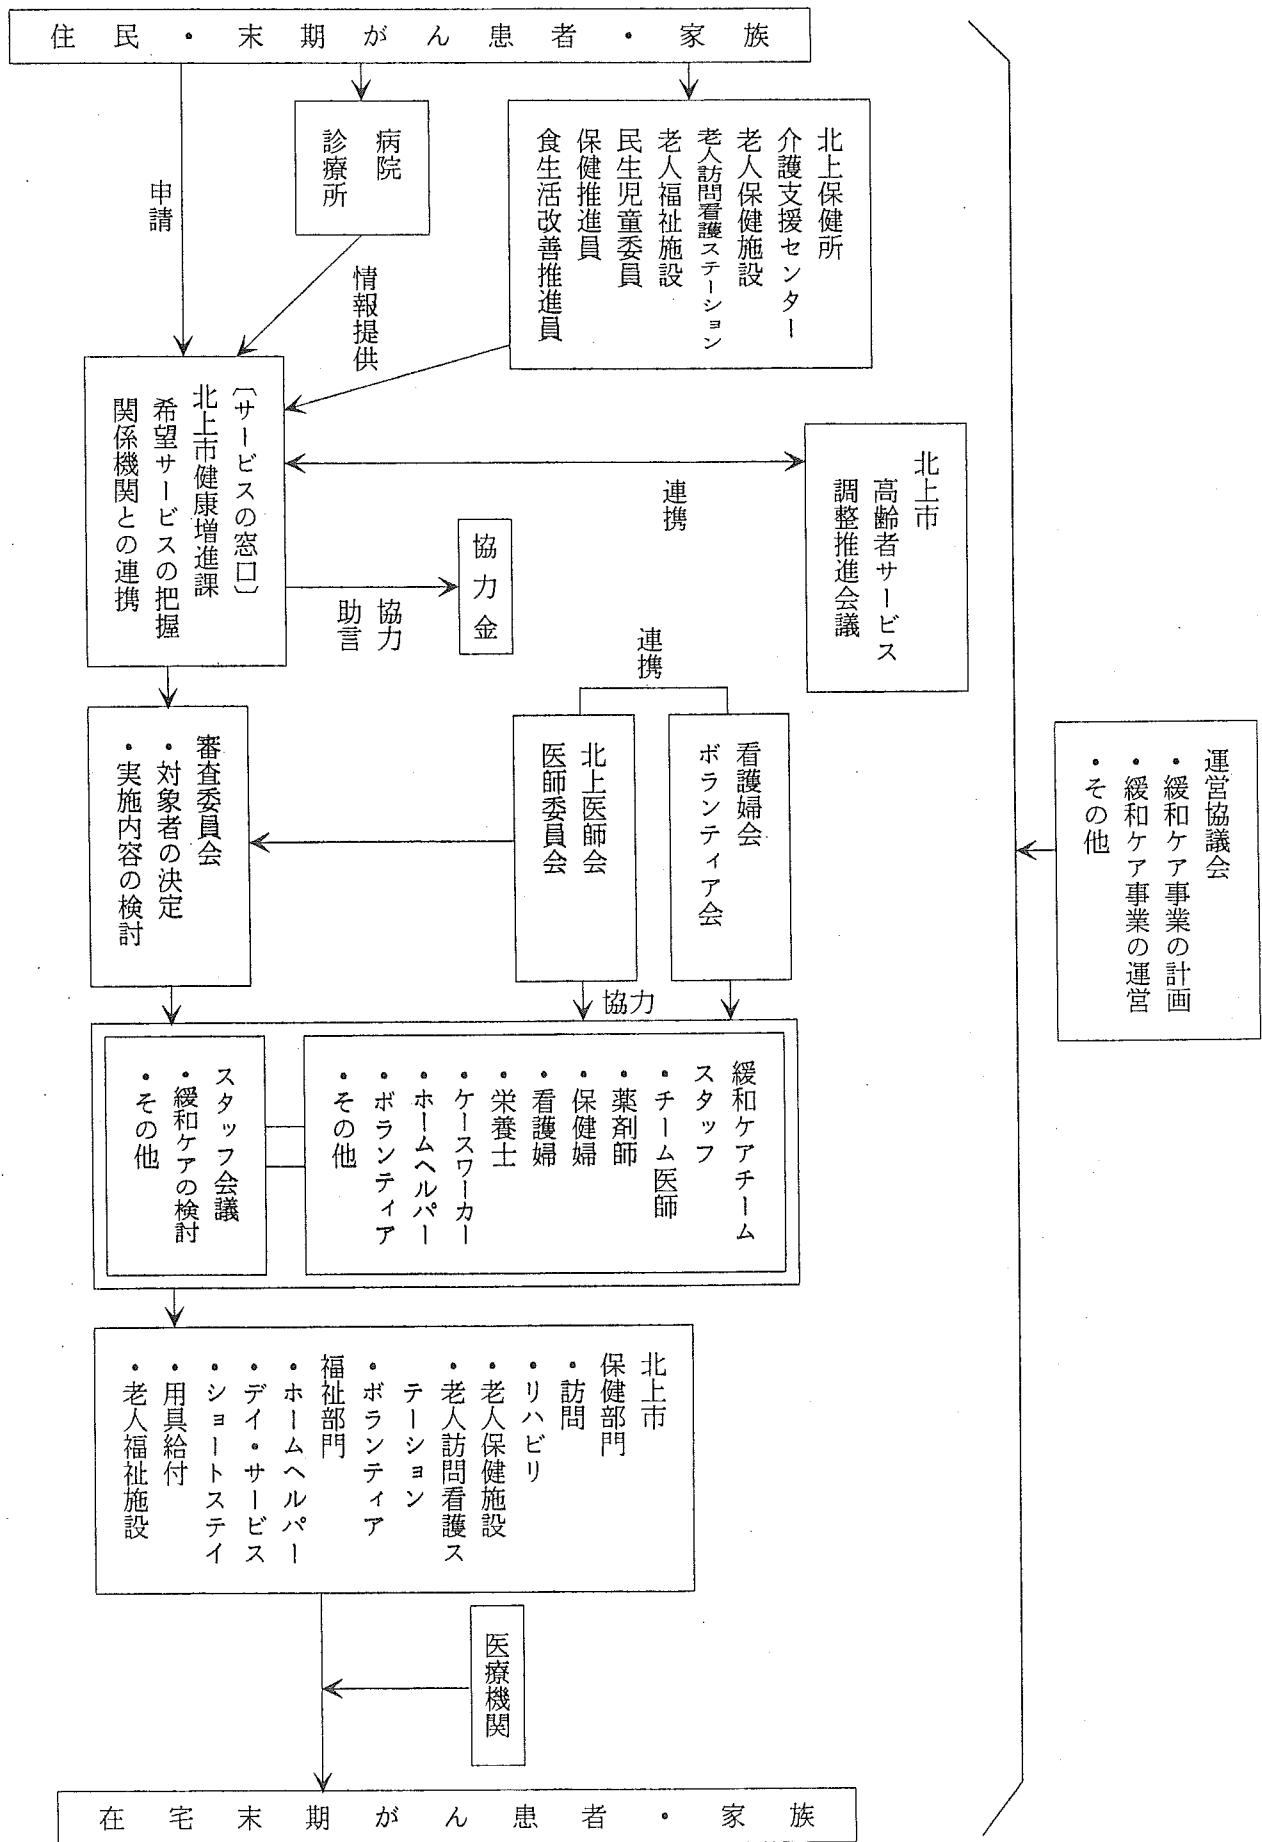 住民・末期がん患者・家族
申請
病院
診療所
情報提供
北上保健所
介護支援センター
老人保健施設
老人訪問看護ステーション
老人福祉施設
民生児童委員
保健推進員
食生活改善推進員
〔サービスの窓口〕
北上市健康増進課
希望サービスの把握
関係機関との連携
連携
北上市
高齢者サービス
調整推進会議
協力
助言
協力金
運営協議会
・緩和ケア事業の計画
・緩和ケア事業の運営
・その他
審査委員会
・対象者の決定
・実施内容の検討
連携
看護婦会
ボランティア会
北上医師会
医師委員会
協力
緩和ケアチーム
スタッフ
・チーム医師
・薬剤師
・保健婦
・看護婦
・栄養士
・ケースワーカー
・ホームヘルパー
・ボランティア
・その他
スタッフ会議
・緩和ケアの検討
・その他
北上市
保健部門
・訪問
・リハビリ
・老人保健施設
・老人訪問看護ス
テーション
・ボランティア
福祉部門
・ホームヘルパー
・デイ・サービス
・ショートステイ
・用具給付
・老人福祉施設
医療機関
在宅末期がん患者・家族